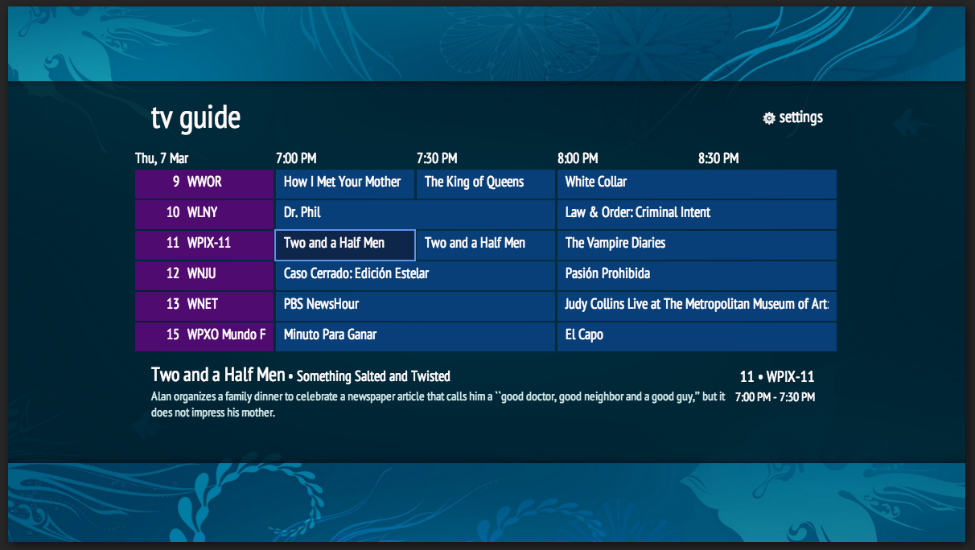 tv guide
settings
Thu, 7 Mar 7:00 PM 7:30 PM 8:00 PM 8:30 PM
9 WWOR How I Met Your Mother The King of Queens White Collar
10 WLNY Dr. Phil Law & Order: Criminal Intent
11 WPIX-11 Two and a Half Men Two and a Half Men The Vampire Diaries
12 WNJU Caso Cerrado: Edición Estelar Pasión Prohibida
13 WNET PBS NewsHour Judy Collins Live at The Metropolitan Museum of Art:
15 WPXO Mundo F Minuto Para Ganar El Capo
Two and a Half Men • Something Salted and Twisted 11 • WPIX-11
Alan organizes a family dinner to celebrate a newspaper article that calls him a ``good doctor, good neighbor and a good guy,'' but it 7:00 PM - 7:30 PM
does not impress his mother.